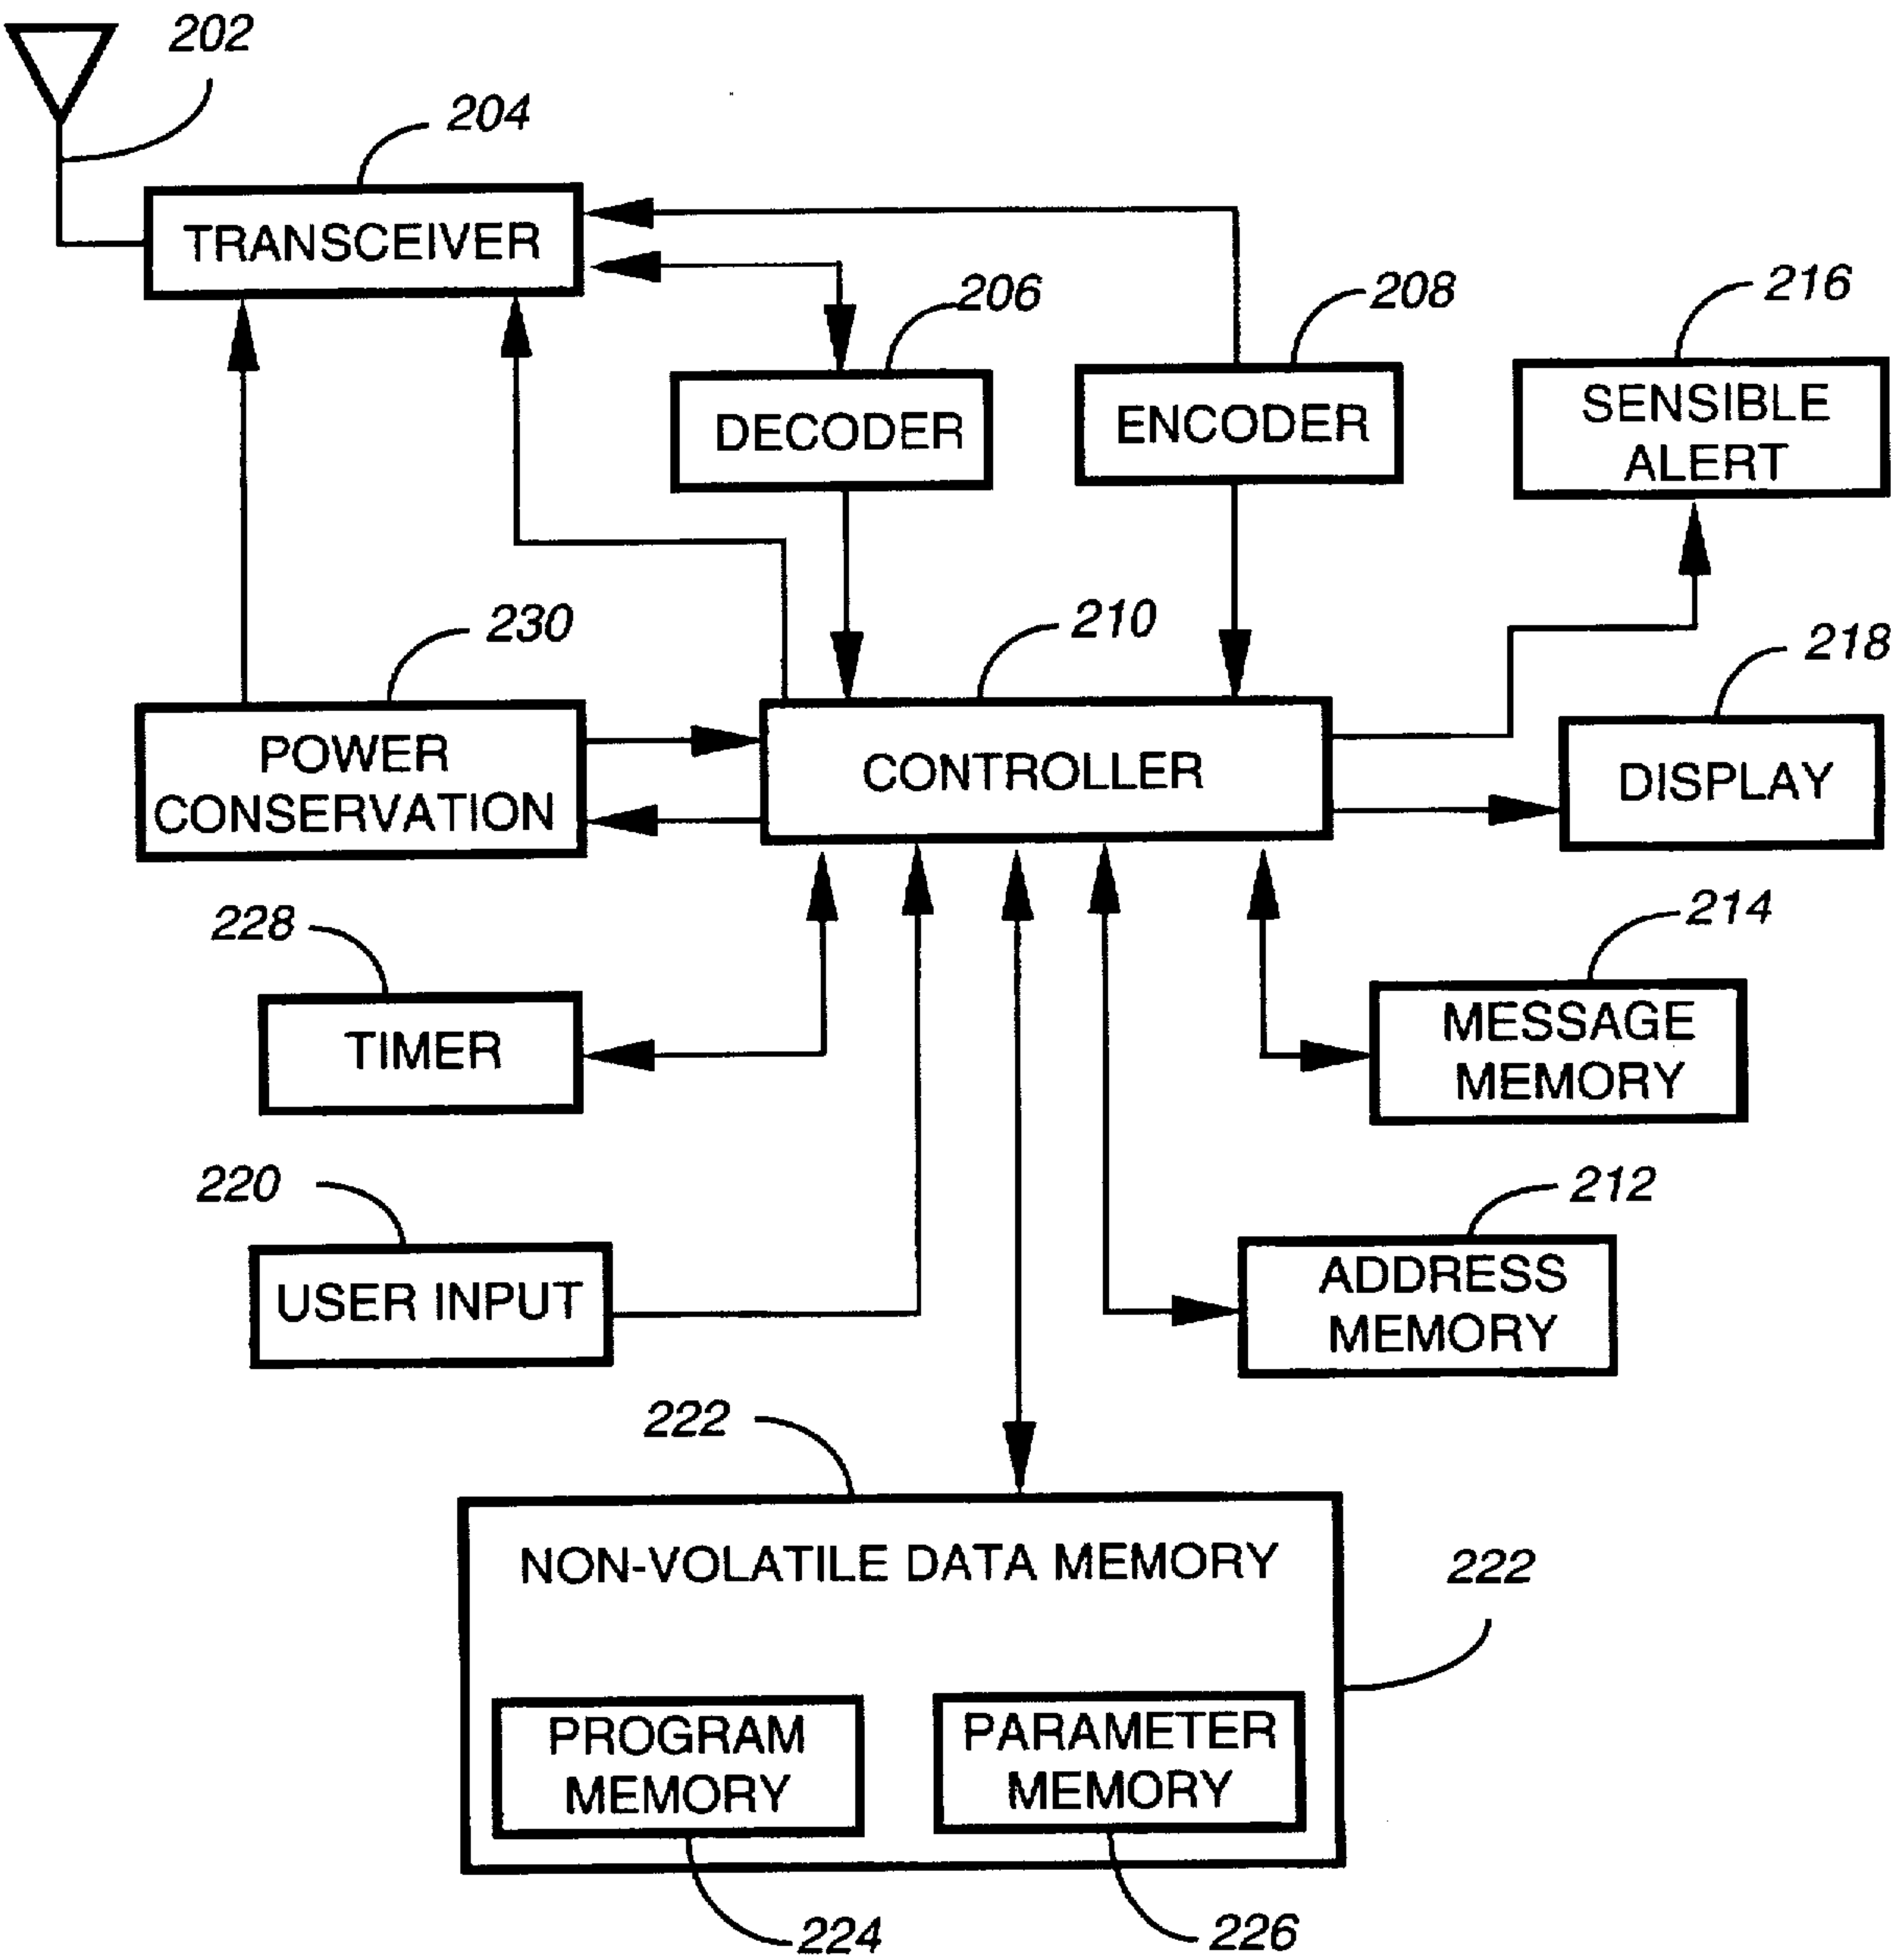 202
204
TRANSCEIVER
206
208
216
DECODER
ENCODER
SENSIBLE
ALERT
230
210
218
POWER
CONSERVATION
CONTROLLER
DISPLAY
228
214
TIMER
MESSAGE
MEMORY
220
212
USER INPUT
ADDRESS
MEMORY
222
NON-VOLATILE DATA MEMORY
222
PROGRAM
MEMORY
PARAMETER
MEMORY
224
226